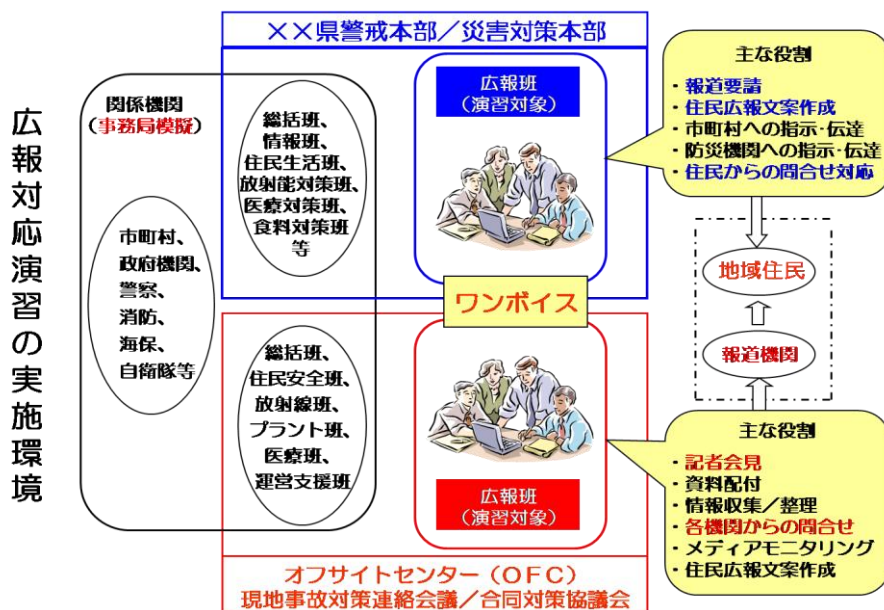 広報対応演習の実施環境
××県警戒本部／災害対策本部
関係機関
（事務局模擬）
市町村、
政府機関、
警察、
消防、
海保、
自衛隊等
総括班、
情報班、
住民生活班、
放射能対策班、
医療対策班、
食料対策班
等
広報班
（演習対象）
主な役割
・報道要請
・住民広報文案作成
・市町村への指示・伝達
・防災機関への指示・伝達
・住民からの問合せ対応
ワンボイス
地域住民
報道機関
総括班、
住民安全班、
放射線班、
プラント班、
医療班、
運営支援班
広報班
（演習対象）
主な役割
・記者会見
・資料配付
・情報収集／整理
・各機関からの問合せ
・メディアモニタリング
・住民広報文案作成
オフサイトセンター（OFC）
現地事故対策連絡会議／合同対策協議会